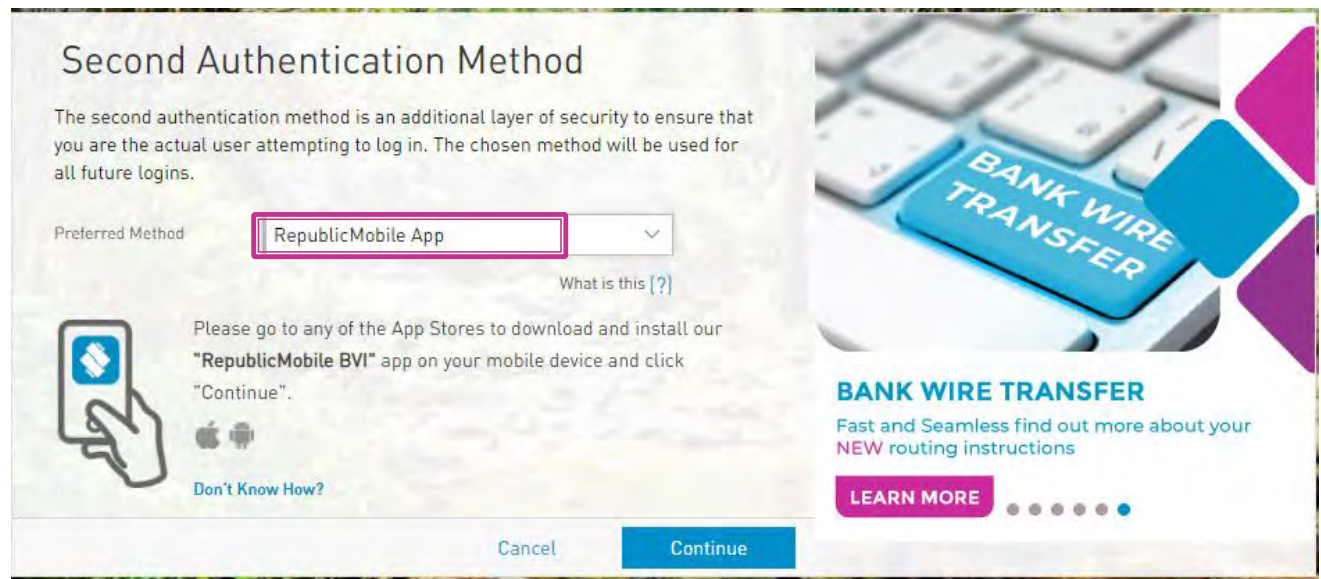 Second Authentication Method
The second authentication method is an additional layer of security to ensure that
you are the actual user attempting to log in. The chosen method will be used for
all future logins.
Preferred Method
RepublicMobile App
What is this [?]
Please go to any of the App Stores to download and install our
"RepublicMobile BVI" app on your mobile device and click
"Continue".
Don't Know How?
Cancel
Continue
BANK WIRE
TRANSFER
BANK WIRE TRANSFER
Fast and Seamless find out more about your
NEW routing instructions
LEARN MORE